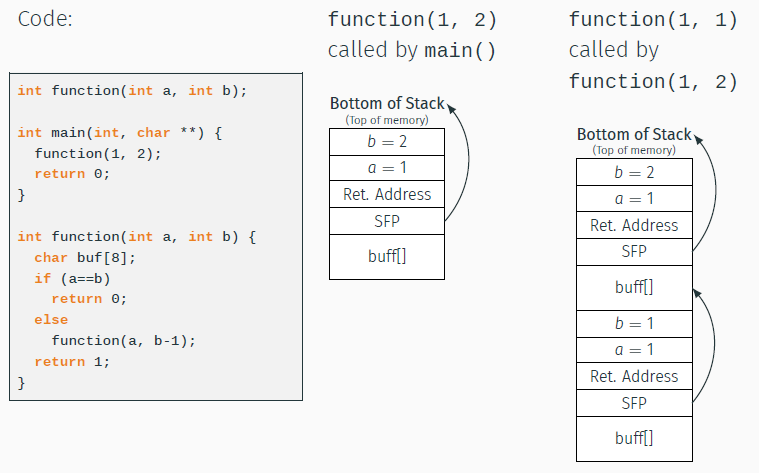 Code:
int function(int a, int b);
int main(int, char **) {
function(1, 2);
return 0;
}
int function(int a, int b) {
char buf[8];
if (a==b)
return 0;
else
function(a, b-1);
return 1;
}
function(1, 2)
called by main()
Bottom of Stack
(Top of memory)
b = 2
a = 1
Ret. Address
SFP
buff[]
function(1, 1)
called by
function(1, 2)
Bottom of Stack
(Top of memory)
b = 2
a = 1
Ret. Address
SFP
buff[]
b = 1
a = 1
Ret. Address
SFP
buff[]